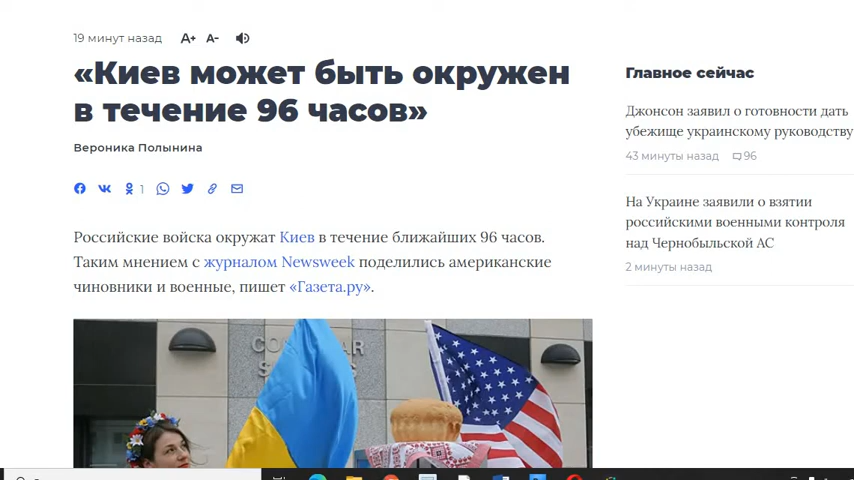 19 минут назад A+ A-
«Киев может быть окружен
в течение 96 часов»
Вероника Полынина
1
Российские войска окружат Киев в течение ближайших 96 часов.
Таким мнением с журналом Newsweek поделились американские
чиновники и военные, пишет «Газета.ру».
Главное сейчас
Джонсон заявил о готовности дать
убежище украинскому руководству
43 минуты назад 96
На Украине заявили о взятии
российскими военными контроля
над Чернобыльской АС
2 минуты назад